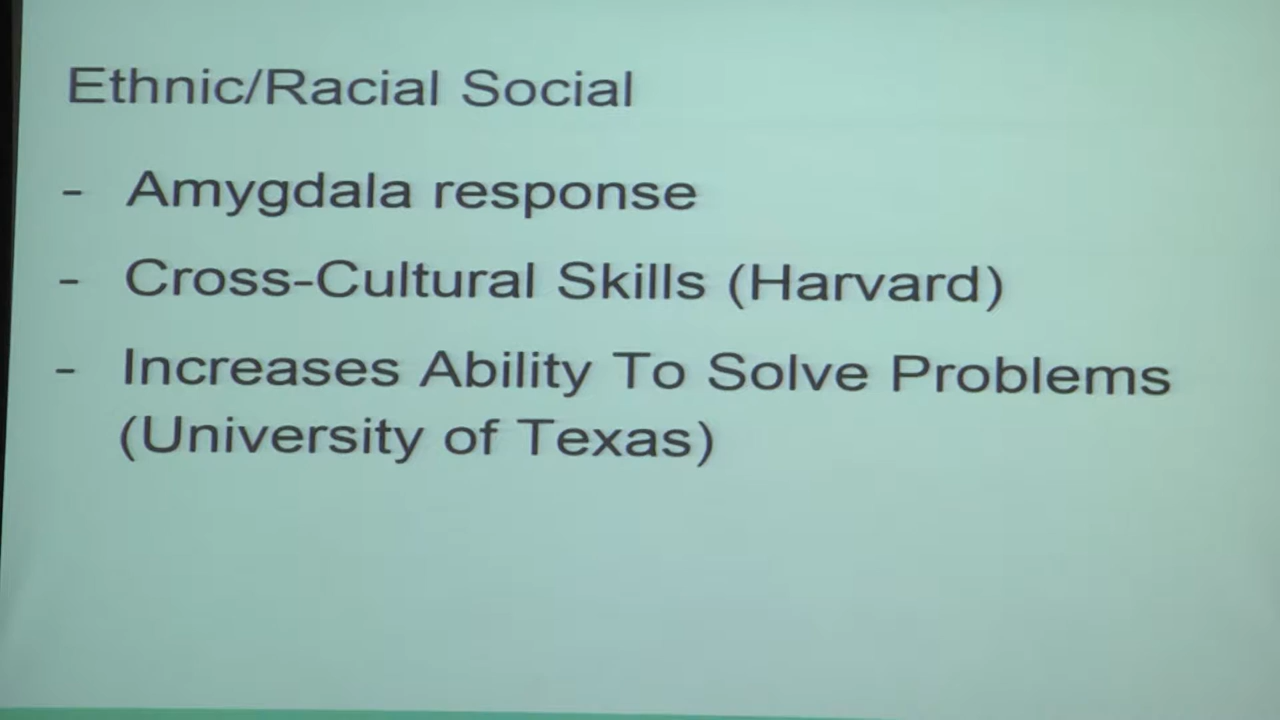 Ethnic/Racial Social
- Amygdala response
- Cross-Cultural Skills (Harvard)
- Increases Ability To Solve Problems
(University of Texas)